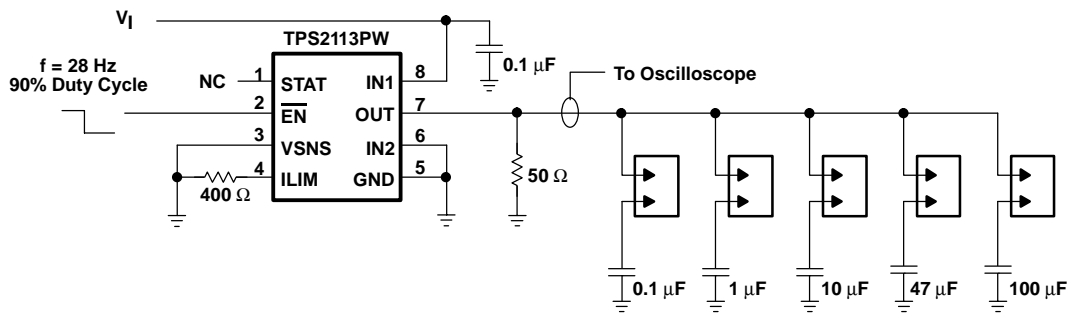 VI
TPS2113PW
f = 28 Hz
90% Duty Cycle
NC
1 STAT
2 EN
3 VSNS
4 ILIM
IN1 8
OUT 7
IN2 6
GND 5
0.1 µF
To Oscilloscope
400 Ω
50 Ω
0.1 µF
1 µF
10 µF
47 µF
100 µF